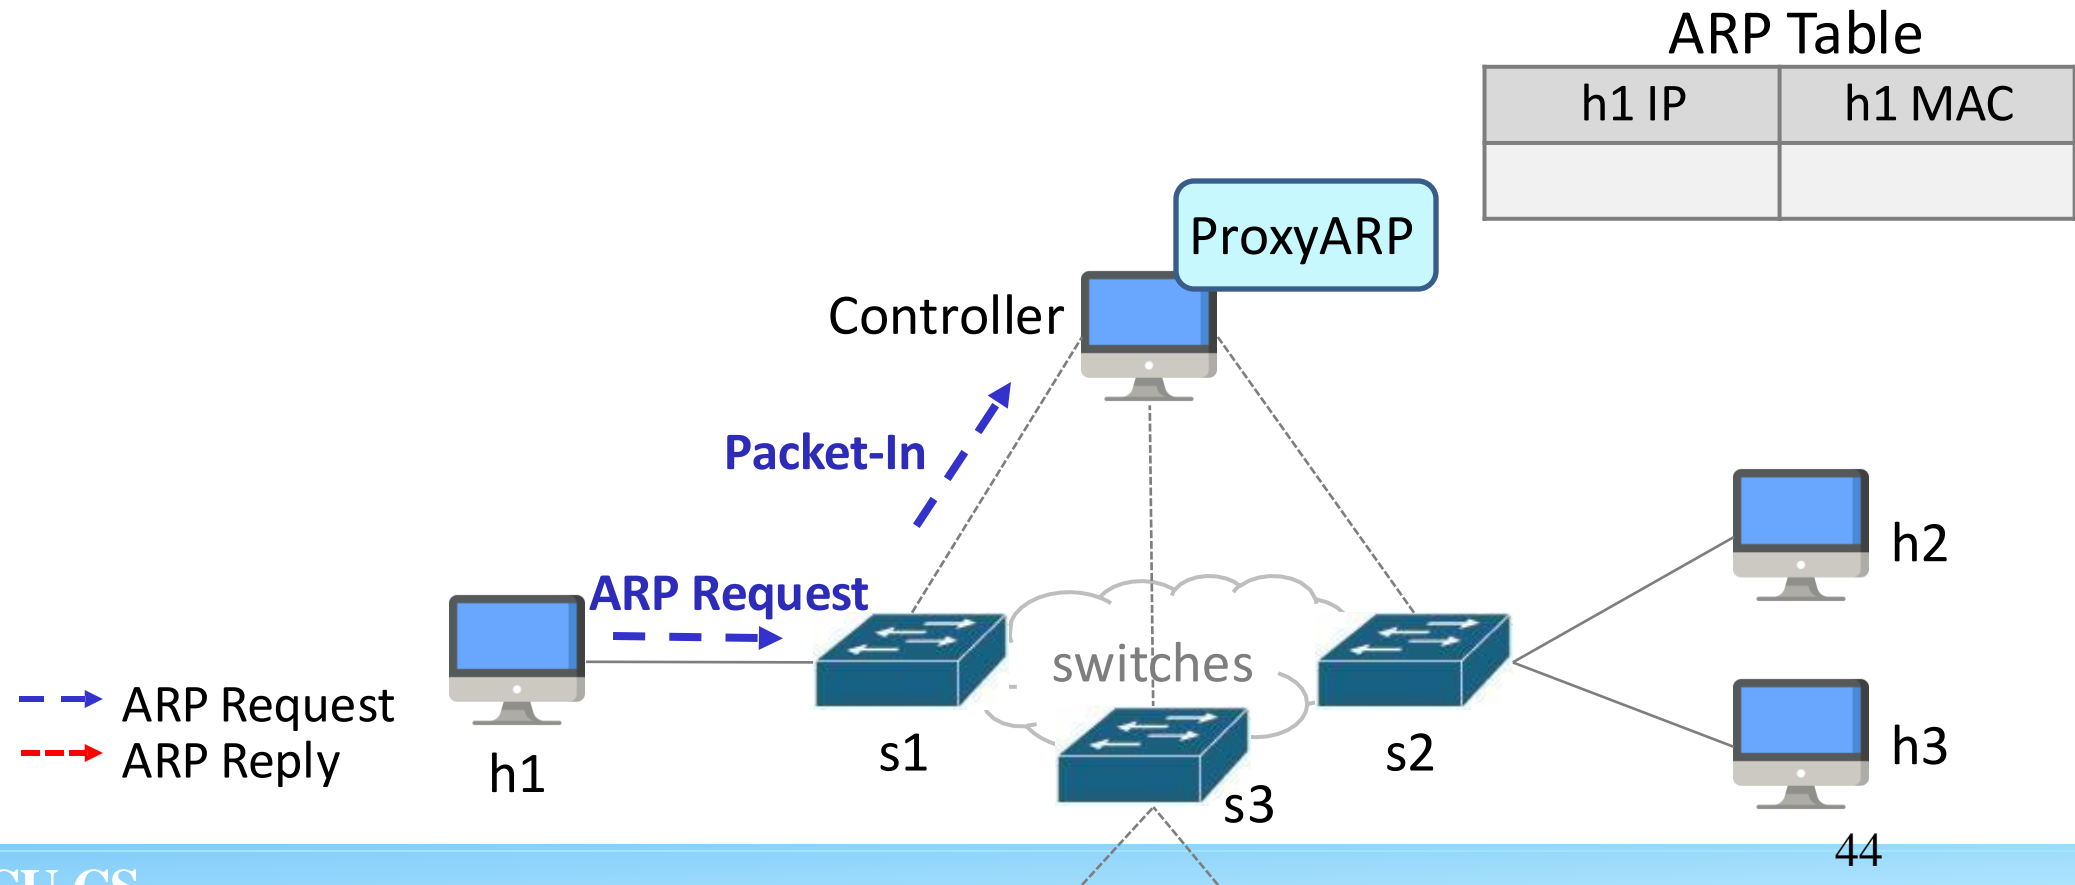 ARP Table
h1 IP
h1 MAC
ProxyARP
Controller
Packet-In
h2
ARP Request
switches
ARP Request
ARP Reply
h1
s1
s2
h3
s3
44